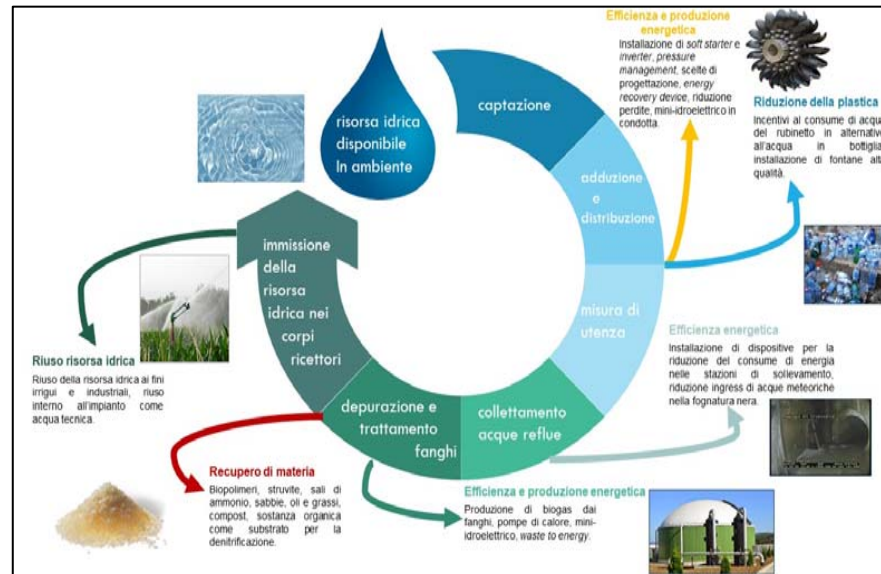 risorsa idrica
disponibile
In ambiente
captazione
adduzione
e
distribuzione
misura di
utenza
collettamento
acque reflue
depurazione e
trattamento
fanghi
immissione
della
risorsa
idrica nei
corpi
ricettori
Efficienza e produzione
energetica
Installazione di soft starter e
inverter, pressure
management, scelte di
progettazione, energy
recovery device, riduzione
perdite, mini-idroelettrico in
condotta.
Riduzione della plastica
Incentivi al consume di acqua
del rubinetto in alternativa
all'acqua in bottiglia
installazione di fontane alta
qualità.
Efficienza energetica
Installazione di dispositive per la
riduzione del consume di energia
nelle stazioni di sollevamento,
riduzione ingress di acque meteoriche
nella fognatura nera.
Efficienza e produzione energetica
Produzione di biogas dai
fanghi, pompe di calore, mini-
idroelettrico, waste to energy.
Recupero di materia
Biopolimeri, struvite, sali di
ammonio, sabbie, oli e grassi,
compost, sostanza organica
come substrato per la
denitrificazione.
Riuso risorsa idrica
Riuso della risorsa idrica ai fini
irrigui e industriali, riuso
interno all'impianto come
acqua tecnica.